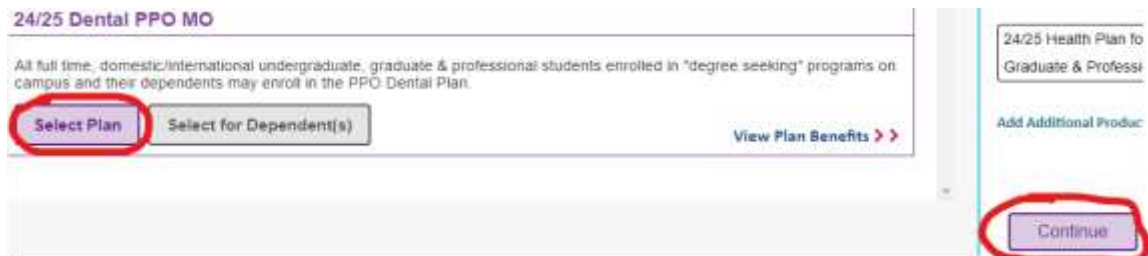 24/25 Dental PPO MO
All full time, domestic/international undergraduate, graduate & professional students enrolled in "degree seeking" programs on
campus and their dependents may enroll in the PPO Dental Plan.
Select Plan
Select for Dependent(s)
View Plan Benefits > >
24/25 Health Plan fo
Graduate & Professi
Add Additional Produc
Continue